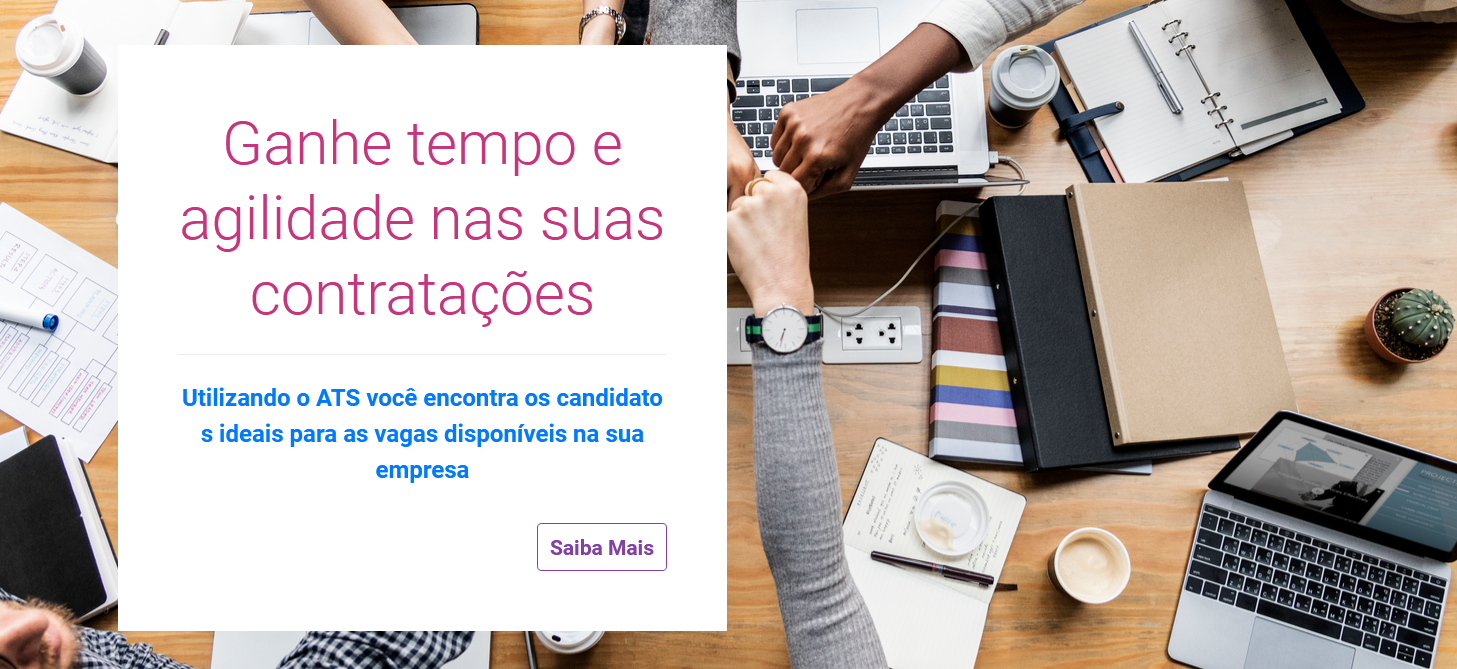 Ganhe tempo e
agilidade nas suas
contratações
Utilizando o ATS você encontra os candidato
s ideais para as vagas disponíveis na sua
empresa
Saiba Mais
PROJECT